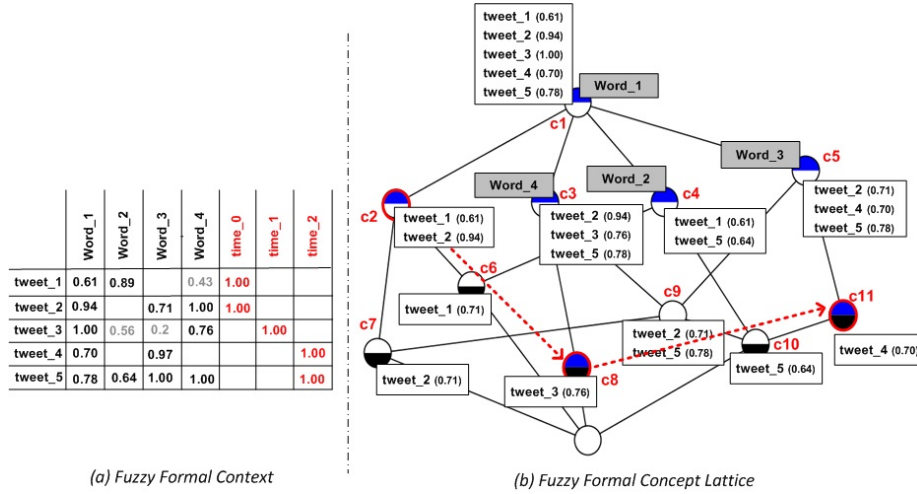 Word_1 Word_2 Word_3 Word_4 time_0 time_1 time_2
tweet_1 0.61 0.89 0.43 1.00
tweet_2 0.94 0.71 1.00 1.00
tweet_3 1.00 0.56 0.2 0.76 1.00
tweet_4 0.70 0.97 1.00
tweet_5 0.78 0.64 1.00 1.00 1.00
(a) Fuzzy Formal Context
tweet_1 (0.61)
tweet_2 (0.94)
tweet_3 (1.00)
tweet_4 (0.70)
tweet_5 (0.78)
Word_1
c1
Word_3
c5
tweet_2 (0.71)
tweet_4 (0.70)
tweet_5 (0.78)
c2
tweet_1 (0.61)
tweet_2 (0.94)
Word_4
c3
tweet_2 (0.94)
tweet_3 (0.76)
tweet_5 (0.78)
Word_2
c4
tweet_1 (0.61)
tweet_5 (0.64)
c6
tweet_1 (0.71)
c7
tweet_2 (0.71)
c9
tweet_2 (0.71)
tweet_5 (0.78)
c11
tweet_4 (0.70)
c10
tweet_5 (0.64)
c8
tweet_3 (0.76)
(b) Fuzzy Formal Concept Lattice